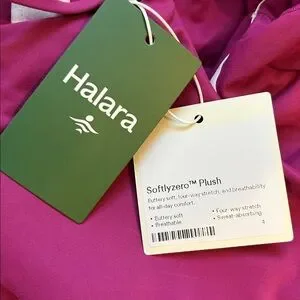 Halara
Softlyzero™ Plush
Buttery soft, four-way stretch, and breathability
for all-day comfort.
• Buttery soft
• Four-way stretch
• Breathable
• Sweat-absorbing